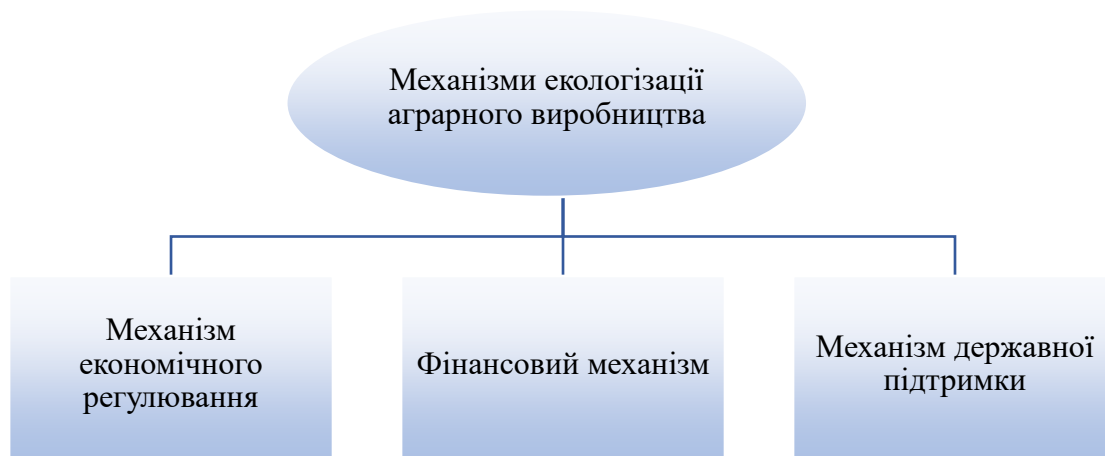 Механізми екологізації
аграрного виробництва
Механізм
економічного
регулювання
Фінансовий механізм
Механізм державної
підтримки